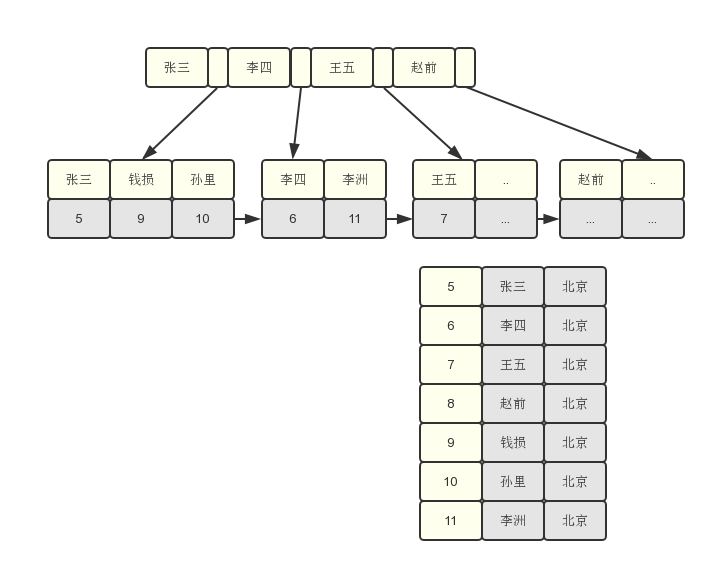 张三 李四 王五 赵前
张三 钱损 孙里 李四 李洲 王五 .. 赵前 ..
5 9 10 6 11 7 ... ... ...
5 张三 北京
6 李四 北京
7 王五 北京
8 赵前 北京
9 钱损 北京
10 孙里 北京
11 李洲 北京